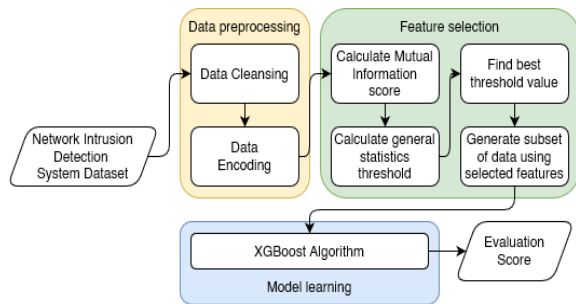 Data preprocessing
Feature selection
Data Cleansing
Calculate Mutual
Information
score
Find best
threshold value
Network Intrusion
Detection
System Dataset
Data
Encoding
Calculate general
statistics
threshold
Generate subset
of data using
selected features
XGBoost Algorithm
Evaluation
Score
Model learning